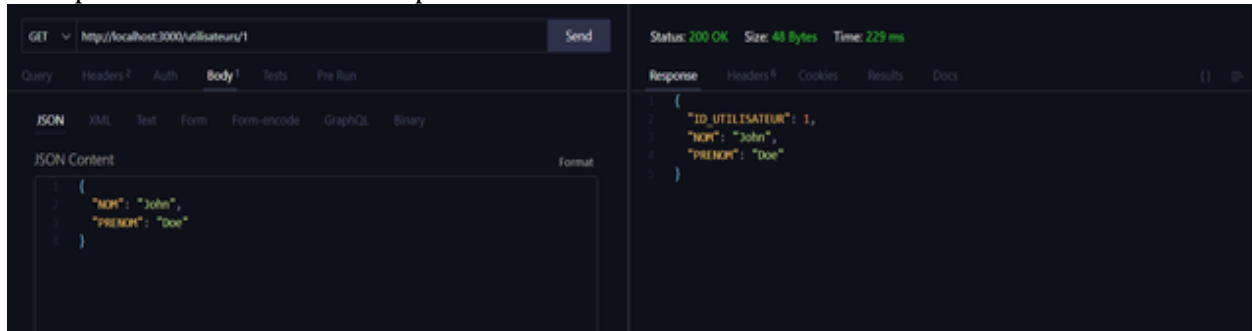 GET http://localhost:3000/utilisateurs/1 Send
Query Headers 2 Auth Body 1 Tests Pre Run
JSON XML Text Form Form-encode GraphQL Binary
JSON Content Format
1 {
2 "NOM": "John",
3 "PRENOM": "Doe"
4 }
Status: 200 OK Size: 48 Bytes Time: 229 ms
Response Headers 6 Cookies Results Docs {}
1 {
2 "ID_UTILISATEUR": 1,
3 "NOM": "John",
4 "PRENOM": "Doe"
5 }